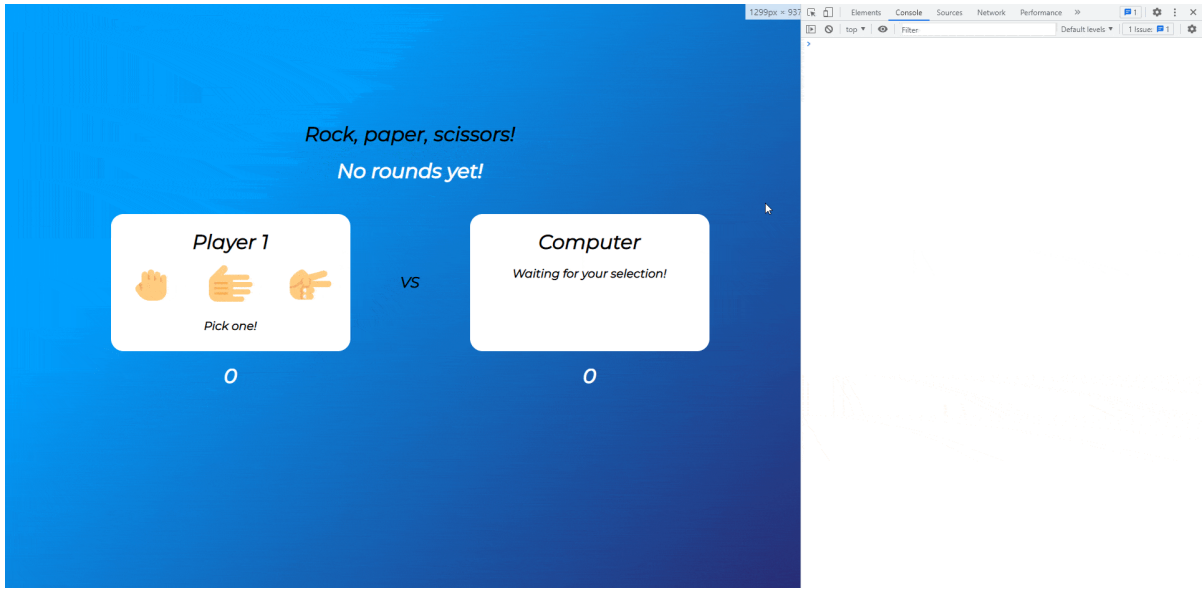 1299px × 937
Elements Console Sources Network Performance » 1
top ▼ Filter Default levels ▼ 1 Issue: 1
>
Rock, paper, scissors!
No rounds yet!
Player 1
Pick one!
0
VS
Computer
Waiting for your selection!
0